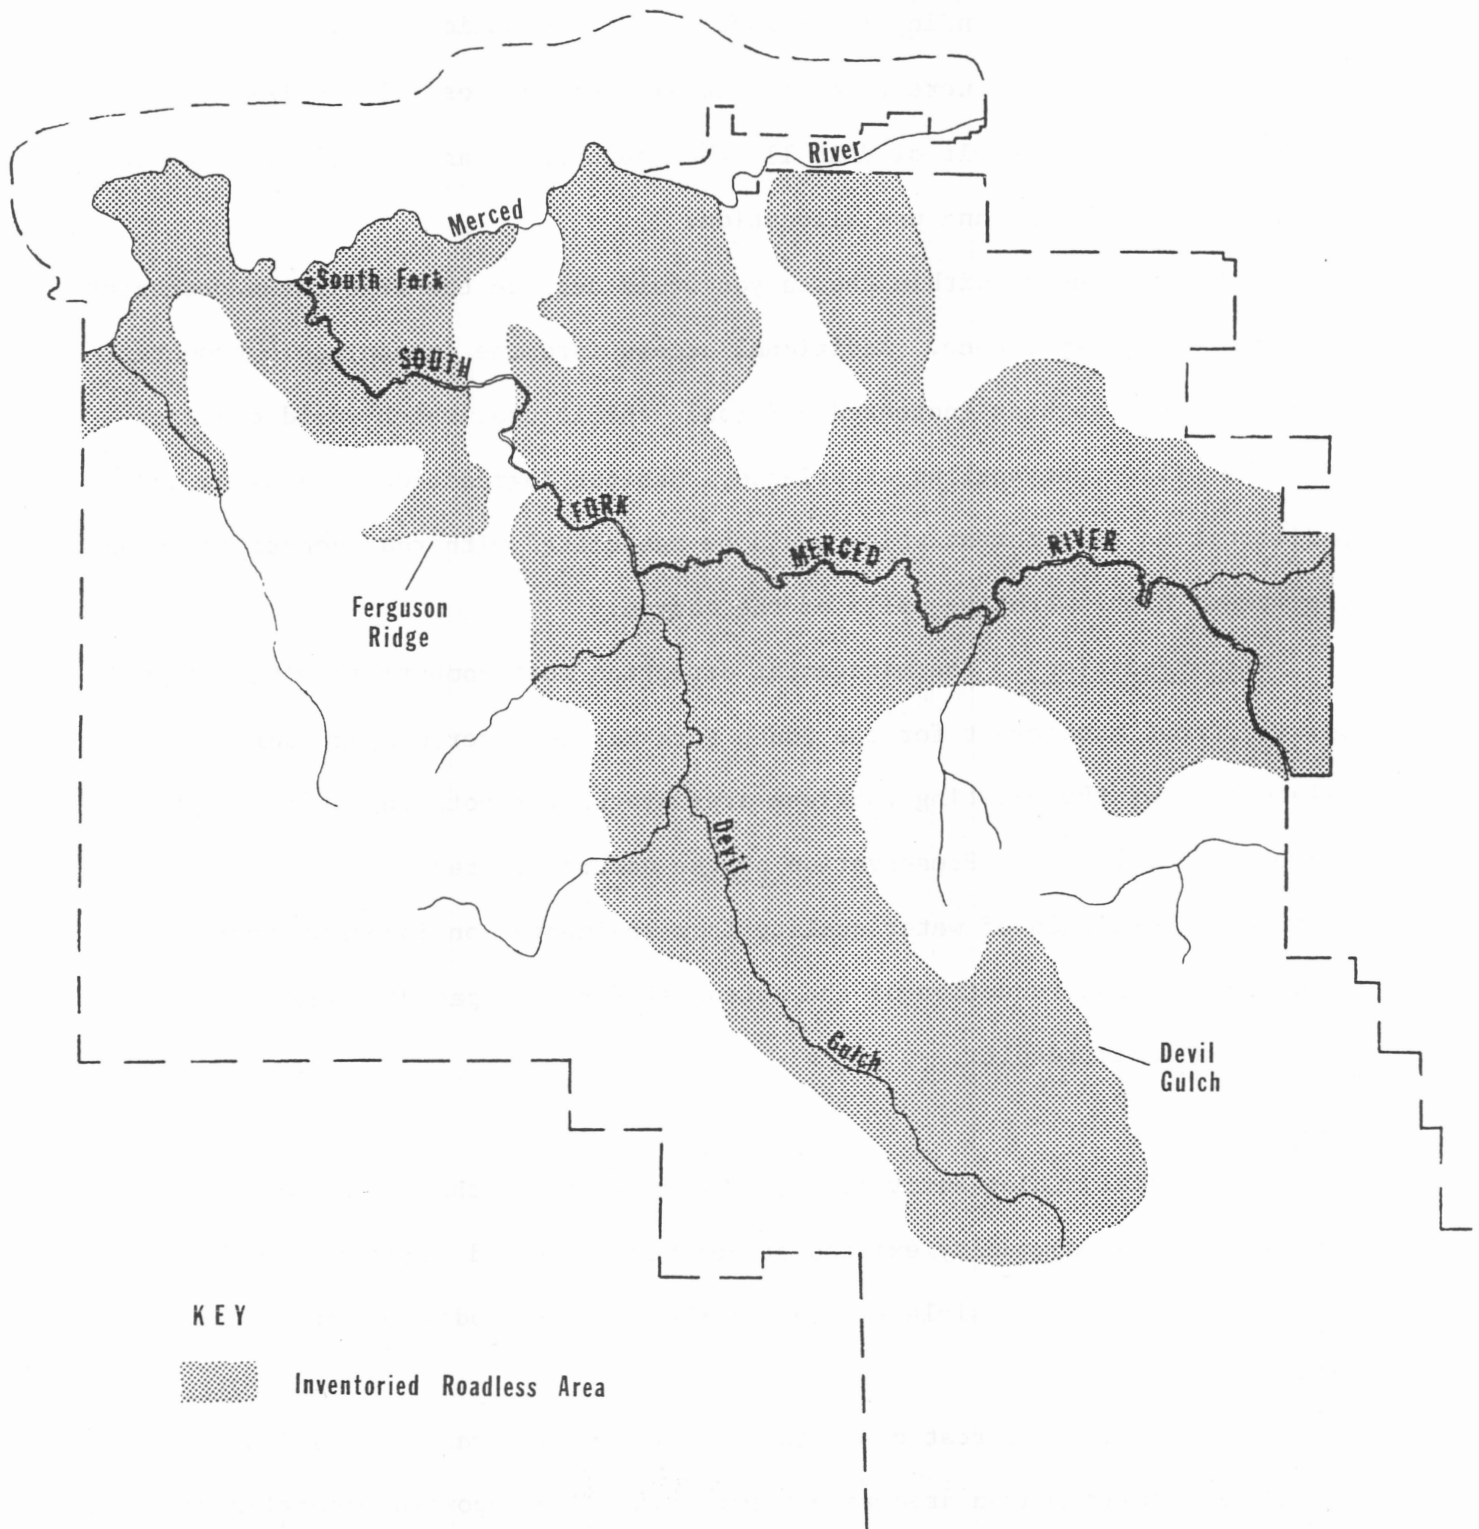 River
Merced
South Fork
SOUTH
FORK
MERCED
RIVER
Ferguson
Ridge
Devil
Gulch
Devil
Gulch
KEY
Inventoried Roadless Area